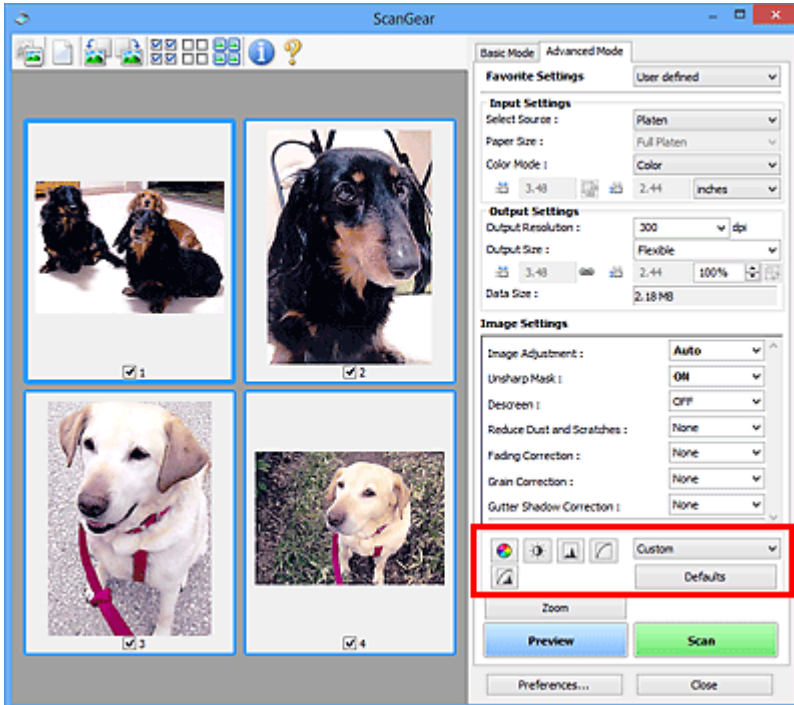 ScanGear
Basic Mode Advanced Mode
Favorite Settings User defined
Input Settings
Select Source : Platen
Paper Size : Full Platen
Color Mode : Color
3.48 2.44 inches
Output Settings
Output Resolution : 300 dpi
Output Size : Flexible
3.48 2.44 100%
Data Size : 2.18 MB
Image Settings
Image Adjustment : Auto
Unsharp Mask : ON
Descreen : OFF
Reduce Dust and Scratches : None
Fading Correction : None
Grain Correction : None
Gutter Shadow Correction : None
Custom
Defaults
Zoom
Preview Scan
Preferences... Close
1
2
3
4